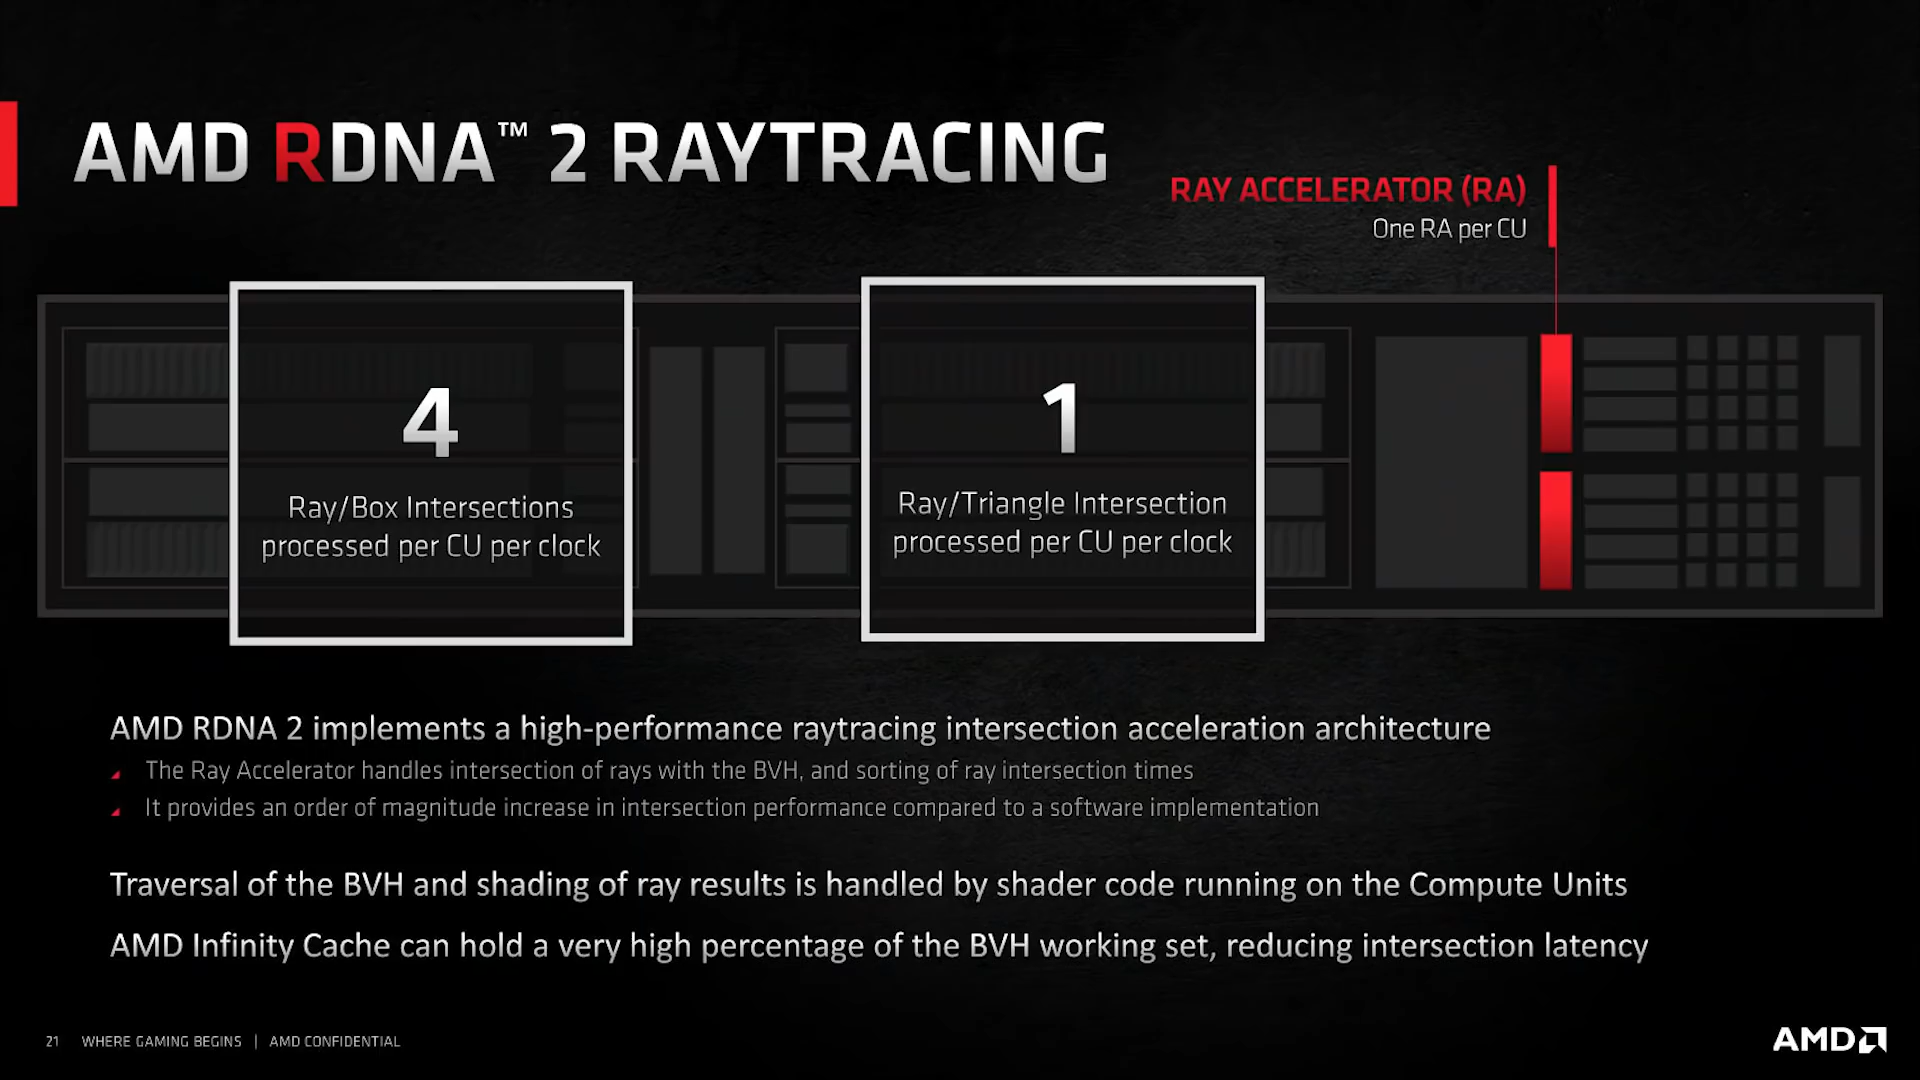 AMD RDNA™ 2 RAYTRACING
RAY ACCELERATOR (RA)
One RA per CU
4
Ray/Box Intersections
processed per CU per clock
1
Ray/Triangle Intersection
processed per CU per clock
AMD RDNA 2 implements a high-performance raytracing intersection acceleration architecture
The Ray Accelerator handles intersection of rays with the BVH, and sorting of ray intersection times
It provides an order of magnitude increase in intersection performance compared to a software implementation
Traversal of the BVH and shading of ray results is handled by shader code running on the Compute Units
AMD Infinity Cache can hold a very high percentage of the BVH working set, reducing intersection latency
21 WHERE GAMING BEGINS | AMD CONFIDENTIAL
AMD